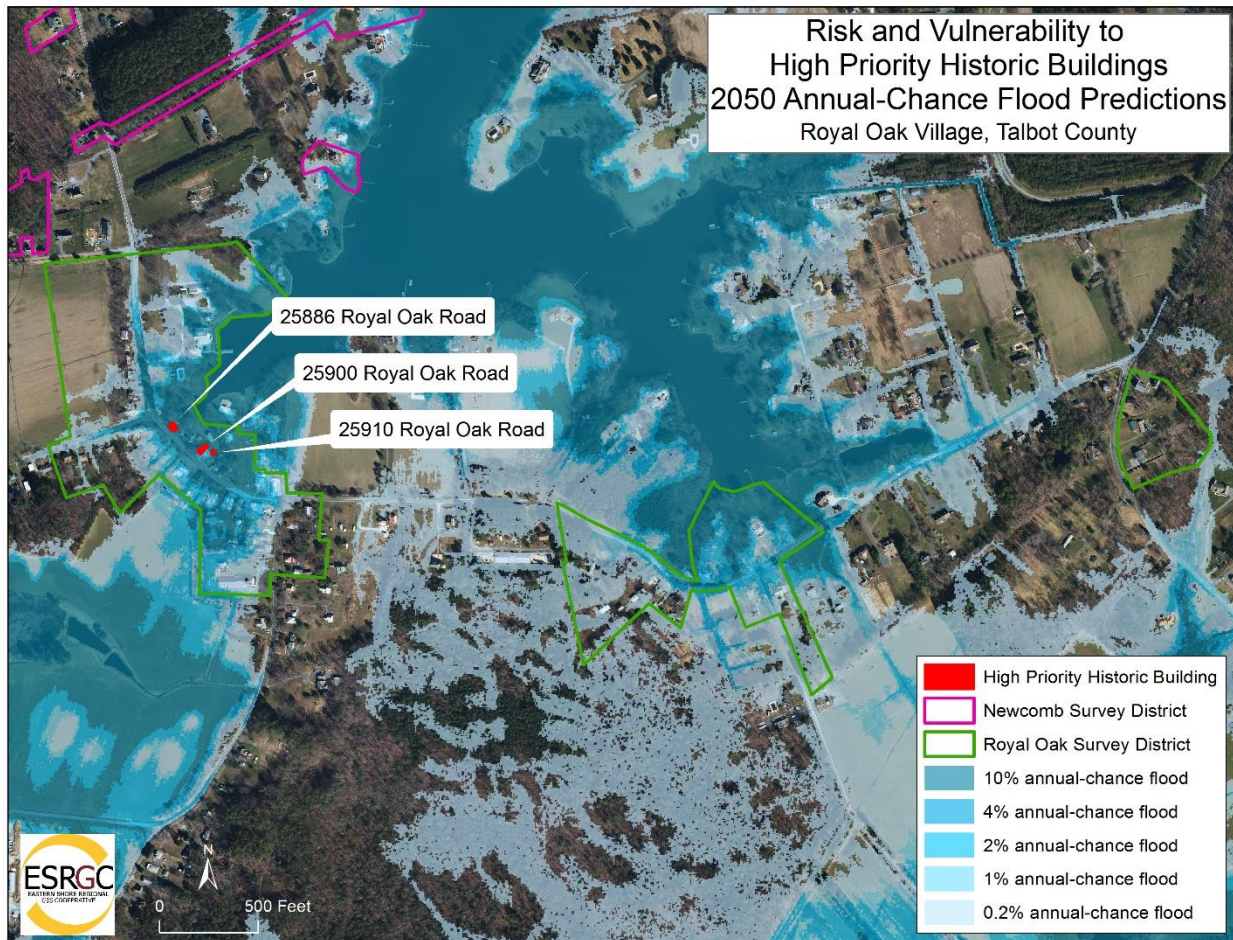 Risk and Vulnerability to
High Priority Historic Buildings
2050 Annual-Chance Flood Predictions
Royal Oak Village, Talbot County
25886 Royal Oak Road
25900 Royal Oak Road
25910 Royal Oak Road
High Priority Historic Building
Newcomb Survey District
Royal Oak Survey District
10% annual-chance flood
4% annual-chance flood
2% annual-chance flood
1% annual-chance flood
0.2% annual-chance flood
ESRGC
EASTERN SHORE REGIONAL
GIS COOPERATIVE
N
0 500 Feet